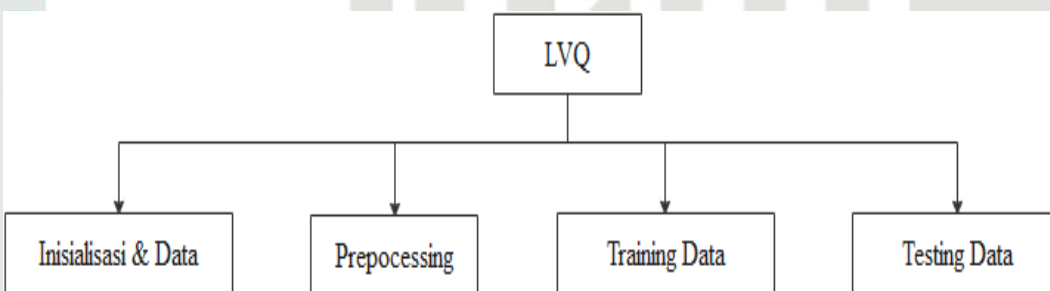 LVQ
Inisialisasi & Data
Prepocessing
Training Data
Testing Data